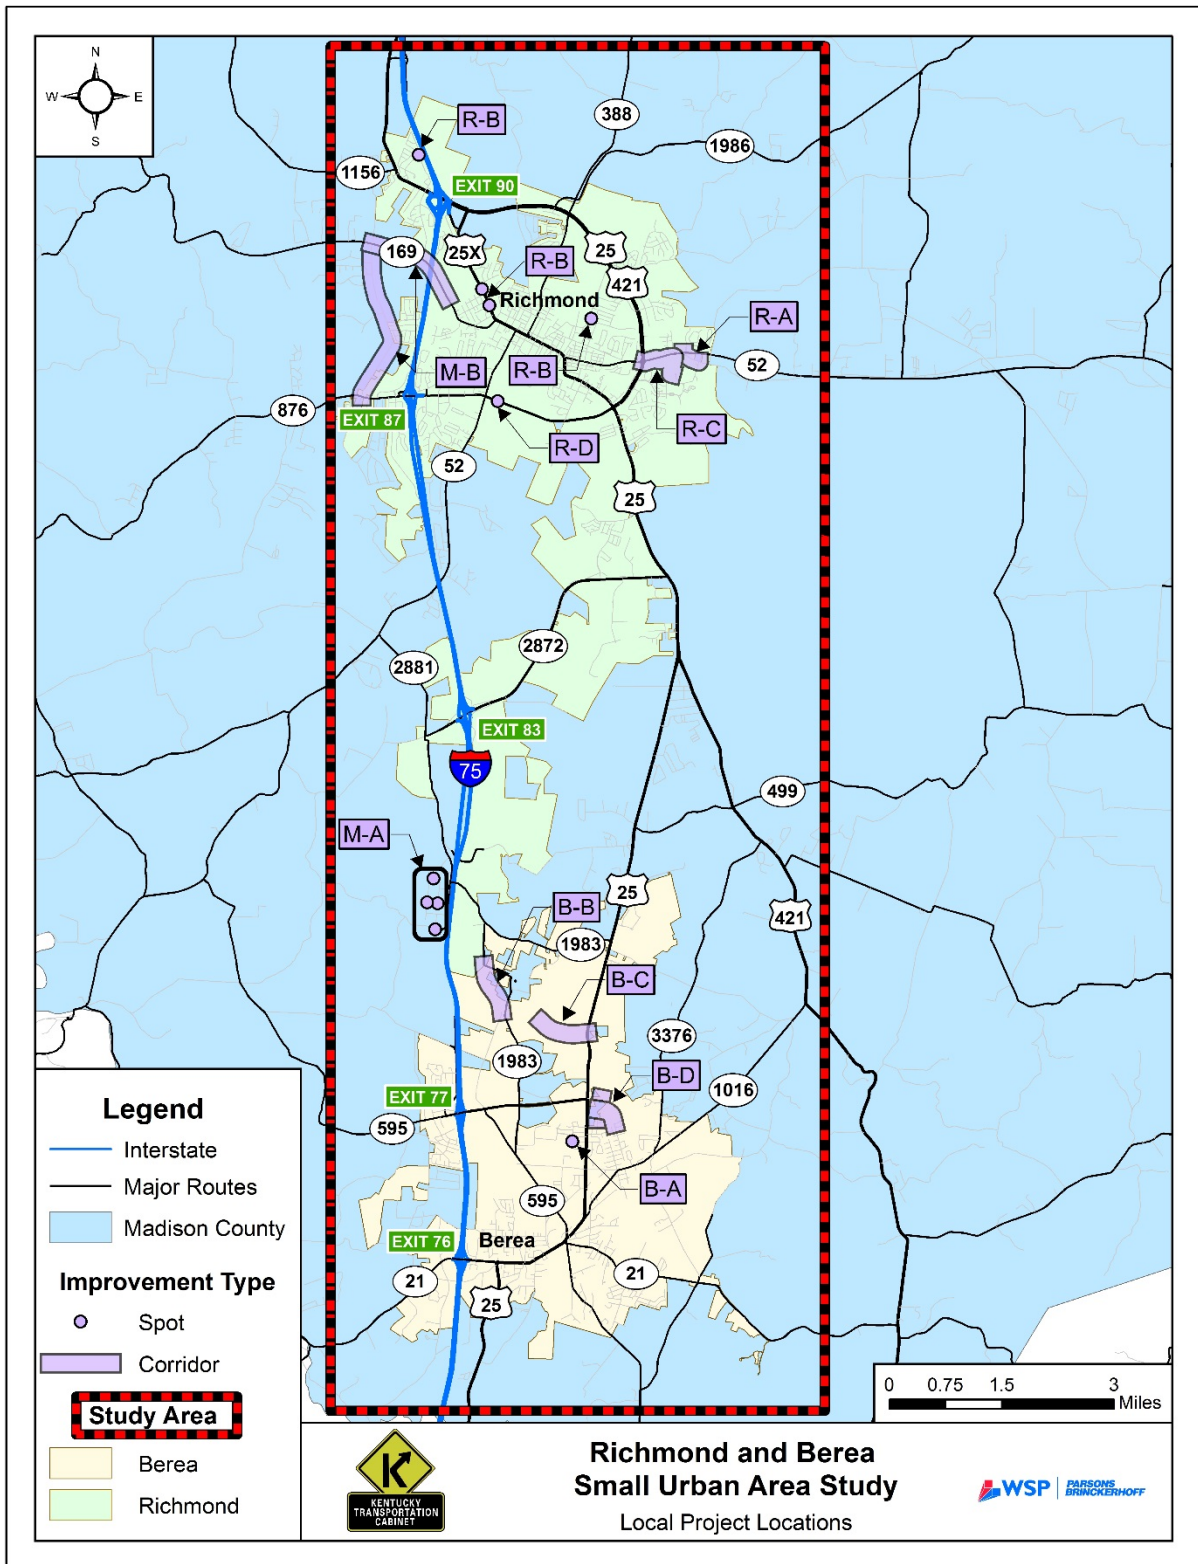 N
W E
S
R-B
388
1986
1156
EXIT 90
169
25X
25
R-B
421
Richmond
R-A
M-B
R-B
52
876
EXIT 87
R-C
R-D
52
25
2872
2881
EXIT 83
75
499
M-A
25
B-B
421
1983
B-C
3376
1983
B-D
1016
EXIT 77
595
B-A
595
EXIT 76
Berea
21
21
25
Legend
Interstate
Major Routes
Madison County
Improvement Type
Spot
Corridor
Study Area
Berea
Richmond
0 0.75 1.5 3
Miles
KENTUCKY
TRANSPORTATION
CABINET
Richmond and Berea
Small Urban Area Study
Local Project Locations
WSP
PARSONS
BRINCKERHOFF